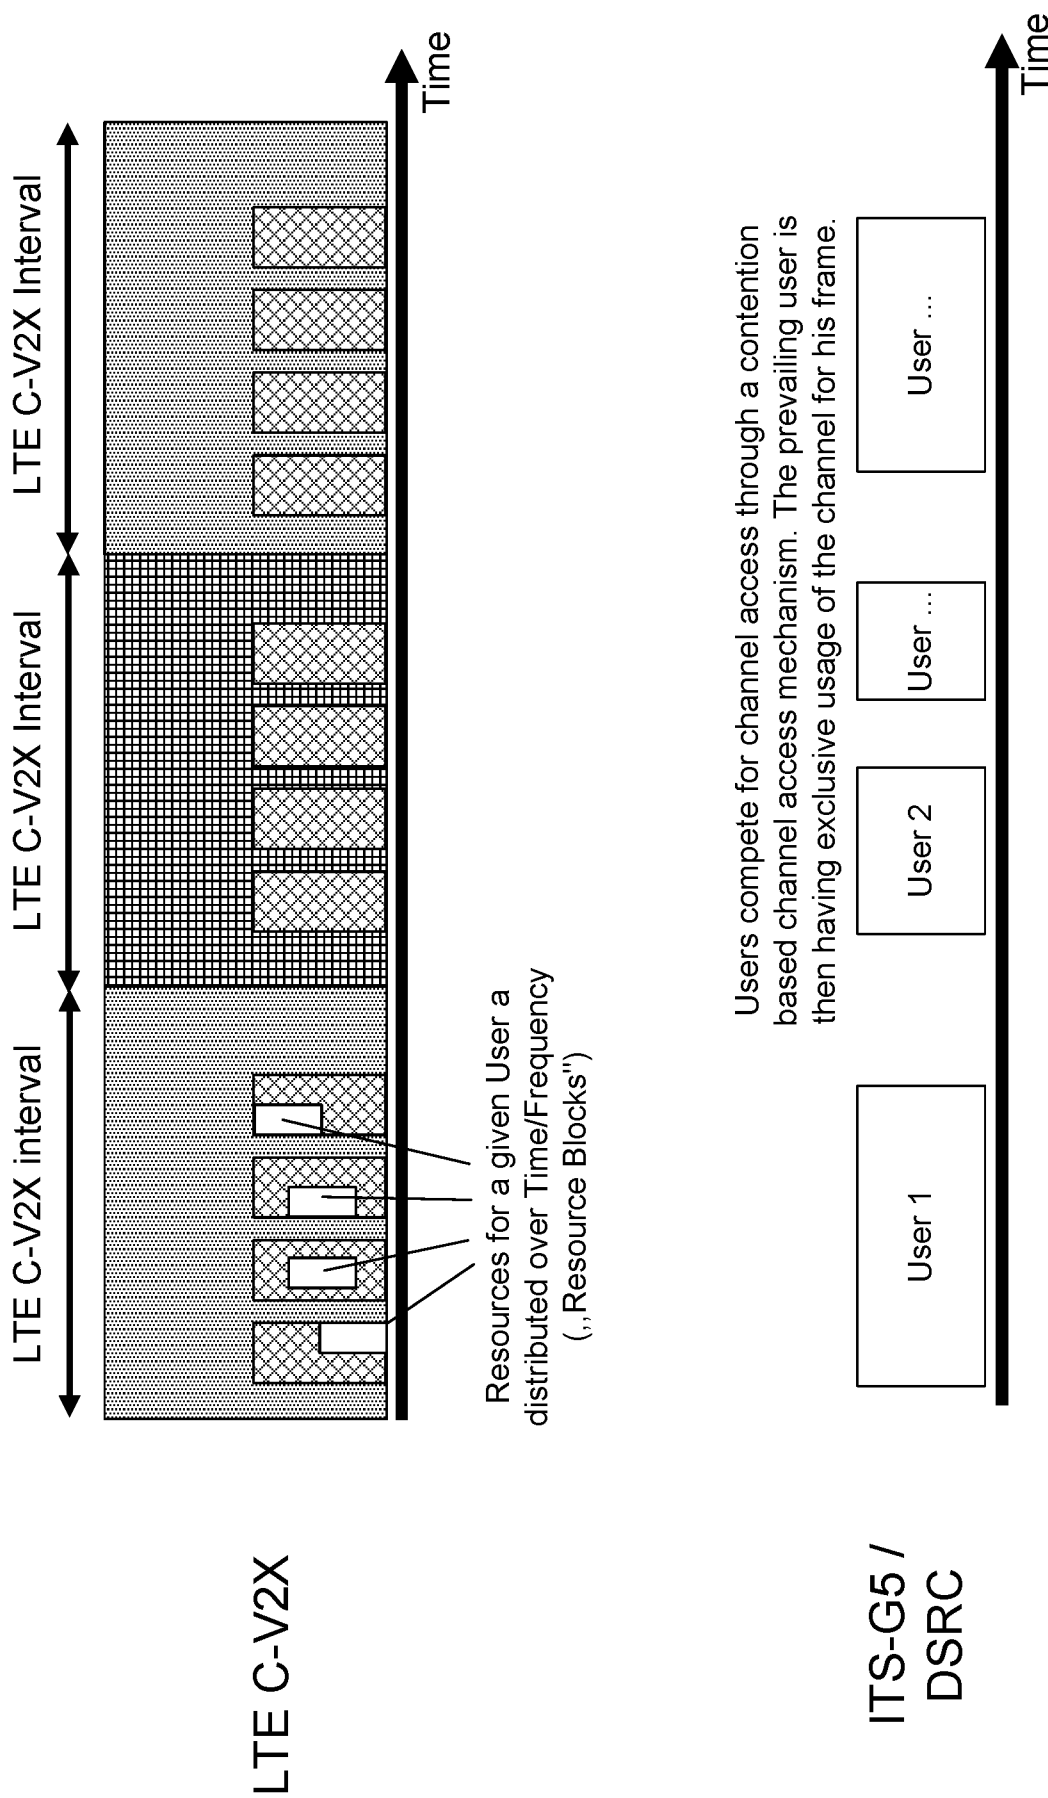 LTE C-V2X interval
LTE C-V2X Interval
LTE C-V2X Interval
LTE C-V2X
Time
Resources for a given User a
distributed over Time/Frequency
(,,Resource Blocks")
Users compete for channel access through a contention
based channel access mechanism. The prevailing user is
then having exclusive usage of the channel for his frame.
ITS-G5 /
DSRC
User 1
User 2
User ...
User ...
Time